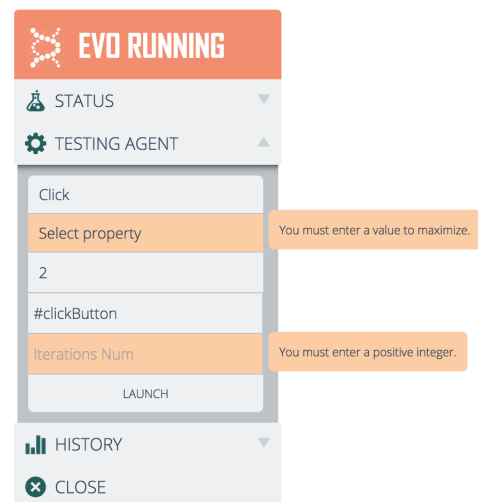 EVO RUNNING
STATUS
TESTING AGENT
Click
Select property
You must enter a value to maximize.
2
#clickButton
Iterations Num
You must enter a positive integer.
LAUNCH
HISTORY
CLOSE